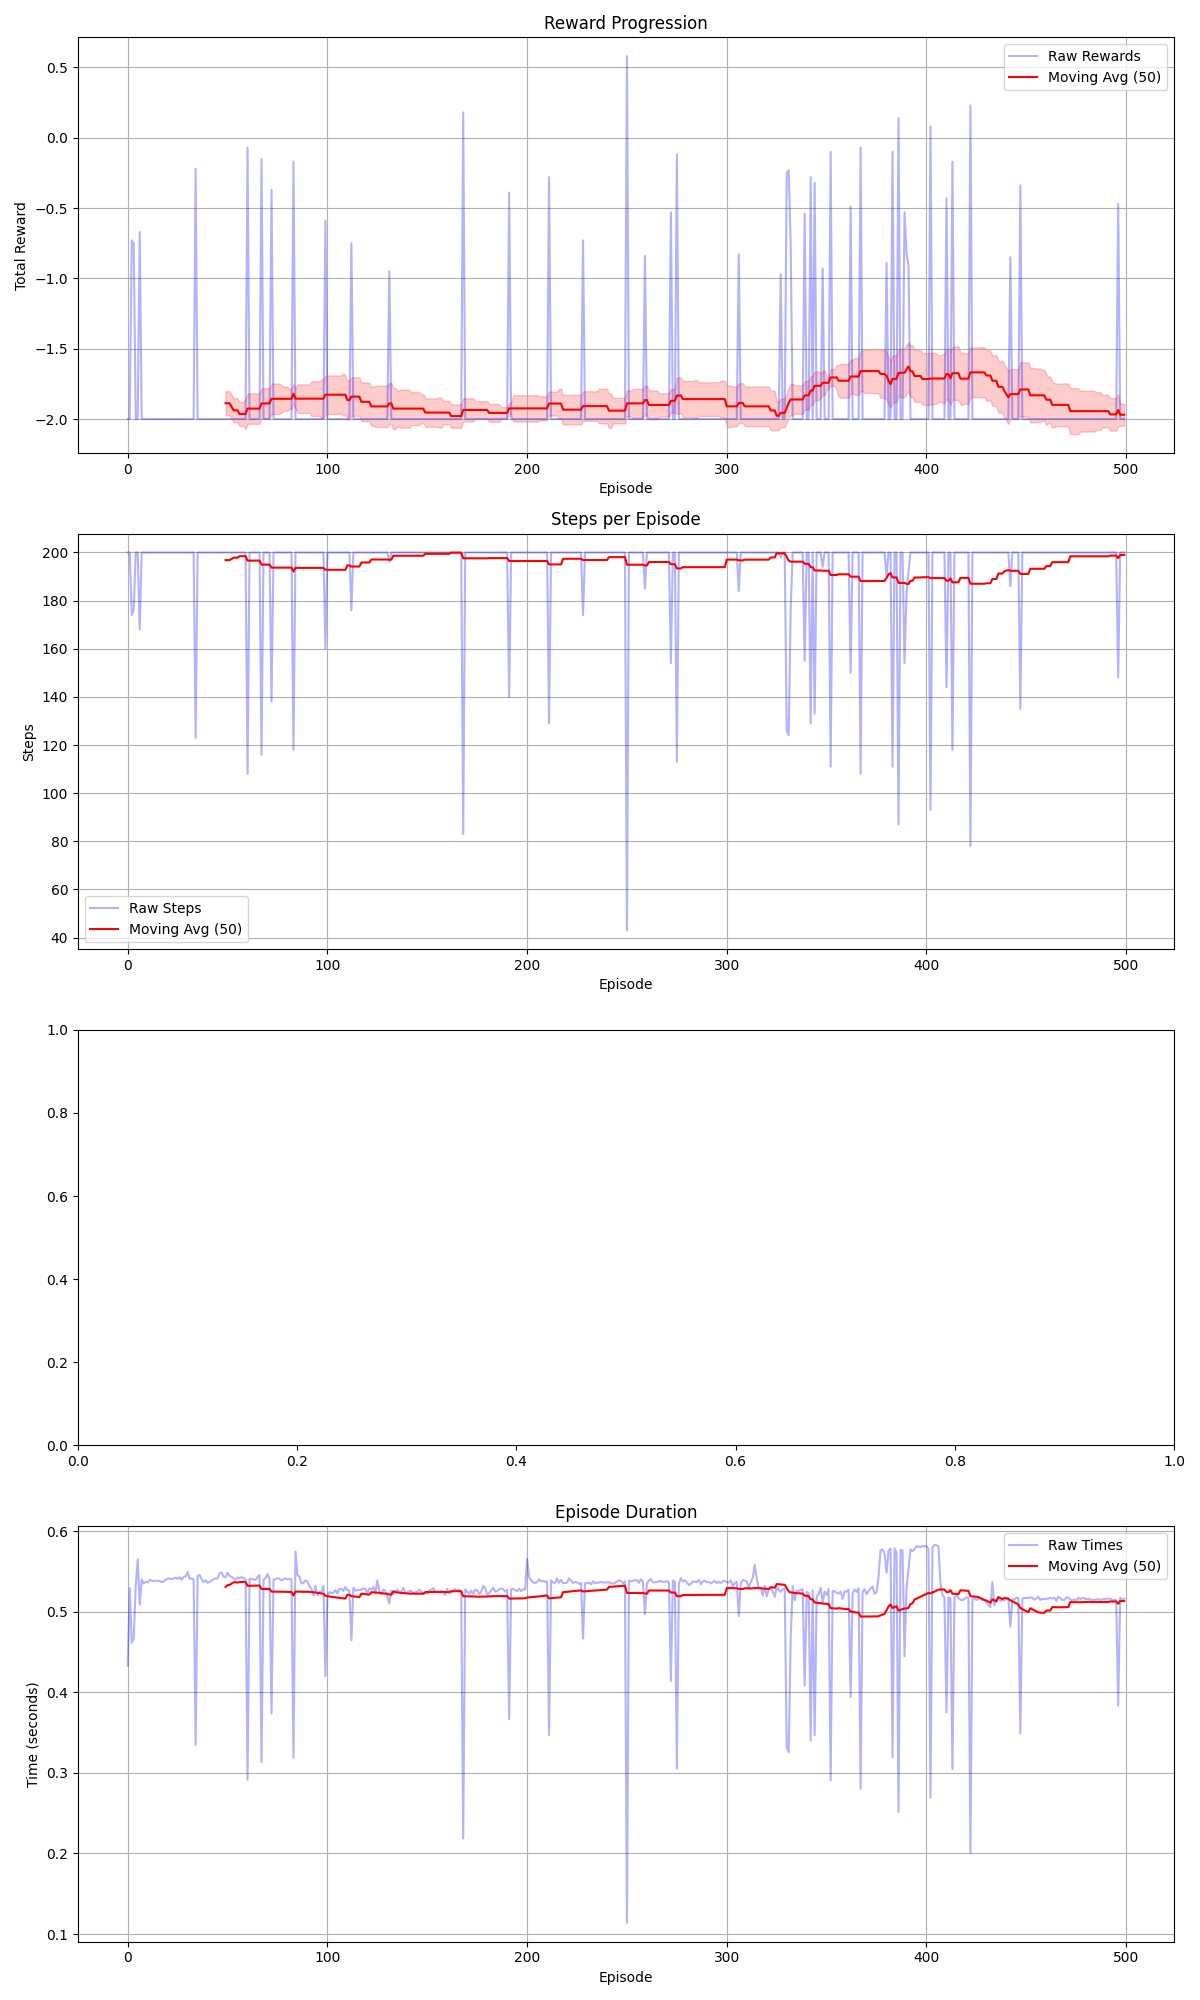 Reward Progression
Raw Rewards
Moving Avg (50)
0.5
0.0
−0.5
−1.0
−1.5
−2.0
Total Reward
0 100 200 300 400 500
Episode
Steps per Episode
200
180
160
140
120
100
80
60
40
Steps
Raw Steps
Moving Avg (50)
0 100 200 300 400 500
Episode
1.0
0.8
0.6
0.4
0.2
0.0
0.0 0.2 0.4 0.6 0.8 1.0
Episode Duration
Raw Times
Moving Avg (50)
0.6
0.5
0.4
0.3
0.2
0.1
Time (seconds)
0 100 200 300 400 500
Episode